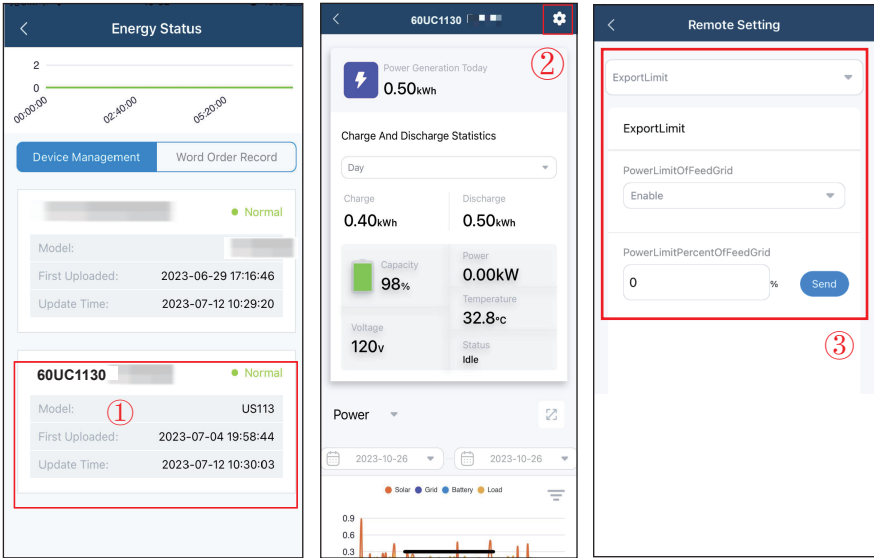 Energy Status
2
0
00:00:00
02:40:00
05:20:00
Device Management
Word Order Record
Normal
Model:
First Uploaded:
2023-06-29 17:16:46
Update Time:
2023-07-12 10:29:20
60UC1130
Normal
Model:
US113
①
First Uploaded:
2023-07-04 19:58:44
Update Time:
2023-07-12 10:30:03
60UC1130
②
Power Generation Today
0.50kWh
Charge And Discharge Statistics
Day
Charge
Discharge
0.40kWh
0.50kWh
Capacity
98%
Power
0.00kW
Temperature
32.8°C
Voltage
120V
Status
Idle
Power
2023-10-26
2023-10-26
Solar Grid Battery Load
0.9
0.6
0.3
Remote Setting
ExportLimit
ExportLimit
PowerLimitOfFeedGrid
Enable
PowerLimitPercentOfFeedGrid
0
%
Send
③